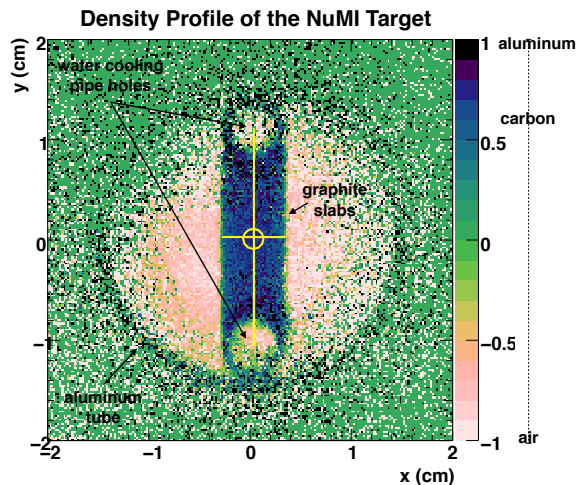 Density Profile of the NuMI Target
y (cm)
2
1
0
−1
−2
−2
−1
0
1
2
x (cm)
water cooling
pipe holes
graphite
slabs
aluminum
tube
1
0.5
0
−0.5
−1
aluminum
carbon
air